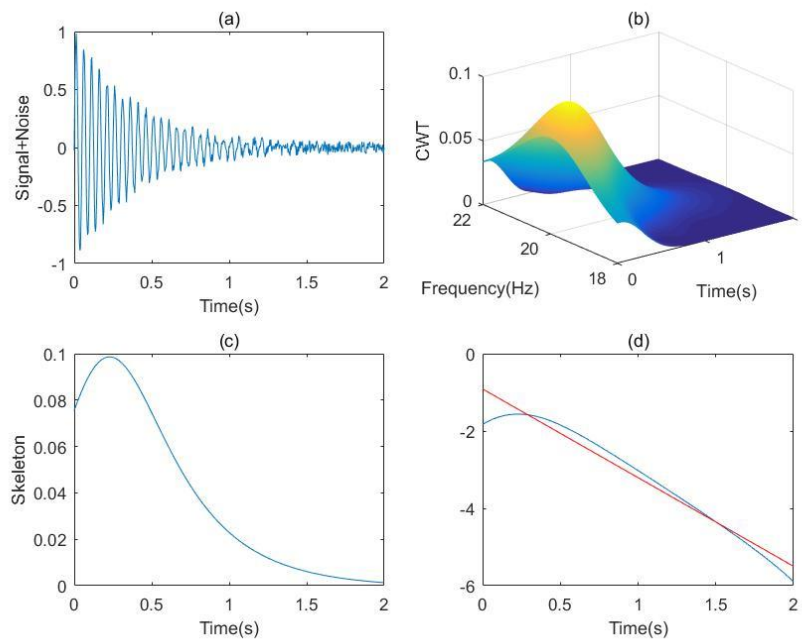 (a)
Signal+Noise
1
0.5
0
-0.5
-1
0 0.5 1 1.5 2
Time(s)
(b)
CWT
0.1
0.05
0
22 20 18
0 1
Frequency(Hz) Time(s)
(c)
Skeleton
0.1
0.08
0.06
0.04
0.02
0
0 0.5 1 1.5 2
Time(s)
(d)
0
-2
-4
-6
0 0.5 1 1.5 2
Time(s)